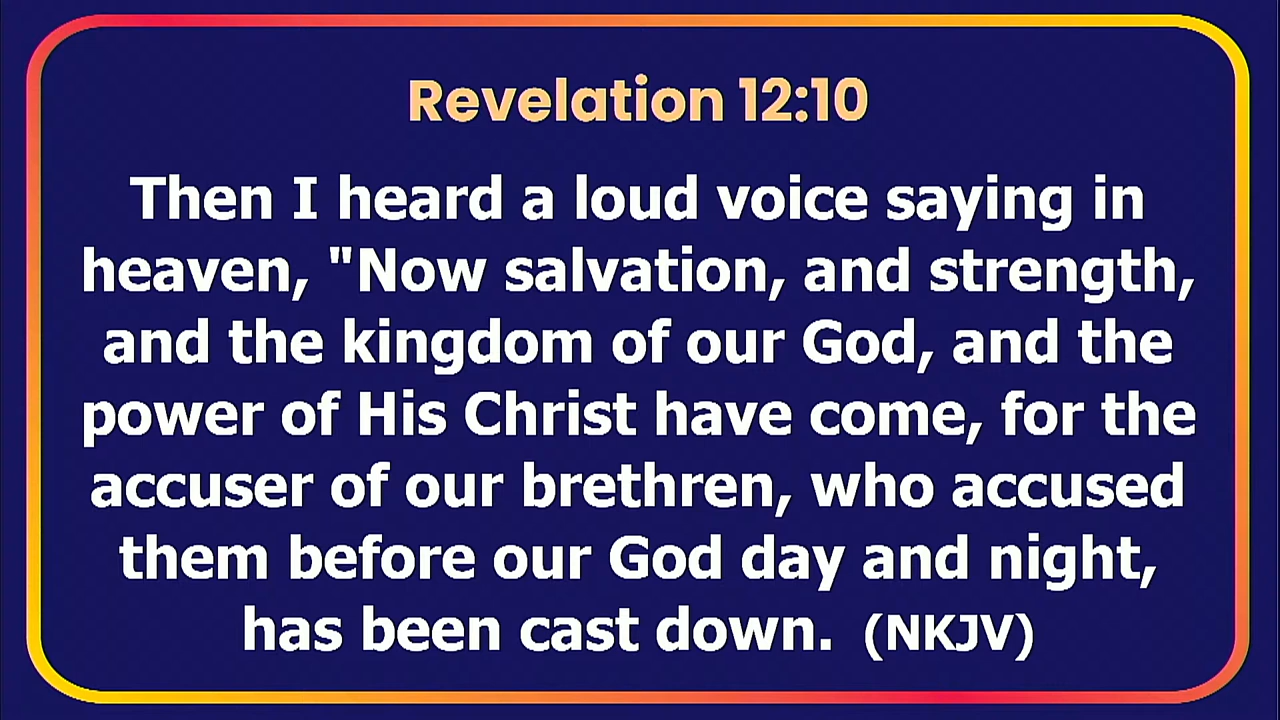 Revelation 12:10
Then I heard a loud voice saying in
heaven, "Now salvation, and strength,
and the kingdom of our God, and the
power of His Christ have come, for the
accuser of our brethren, who accused
them before our God day and night,
has been cast down. (NKJV)